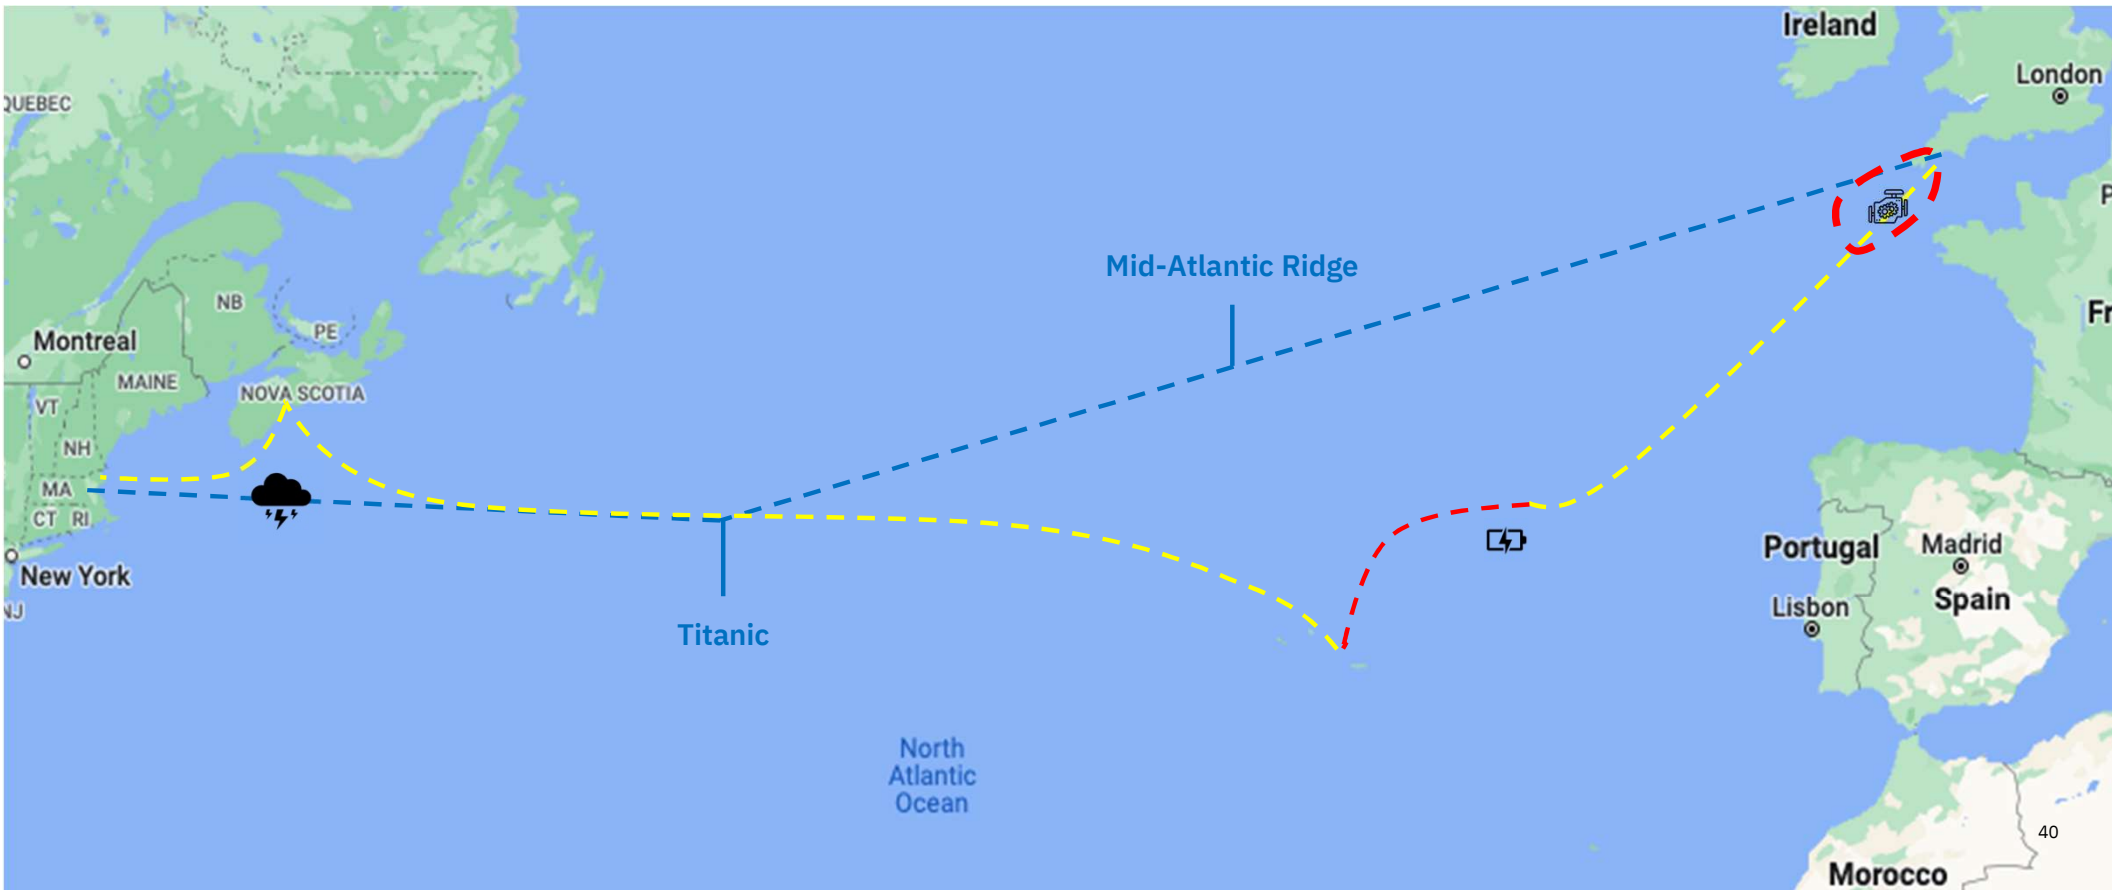 Ireland
London
QUEBEC
P
Mid-Atlantic Ridge
NB
Fr
PE
Montreal
MAINE
NOVA SCOTIA
VT
NH
MA
CT
RI
Portugal
Madrid
New York
Spain
NJ
Lisbon
Titanic
North
Atlantic
Ocean
40
Morocco